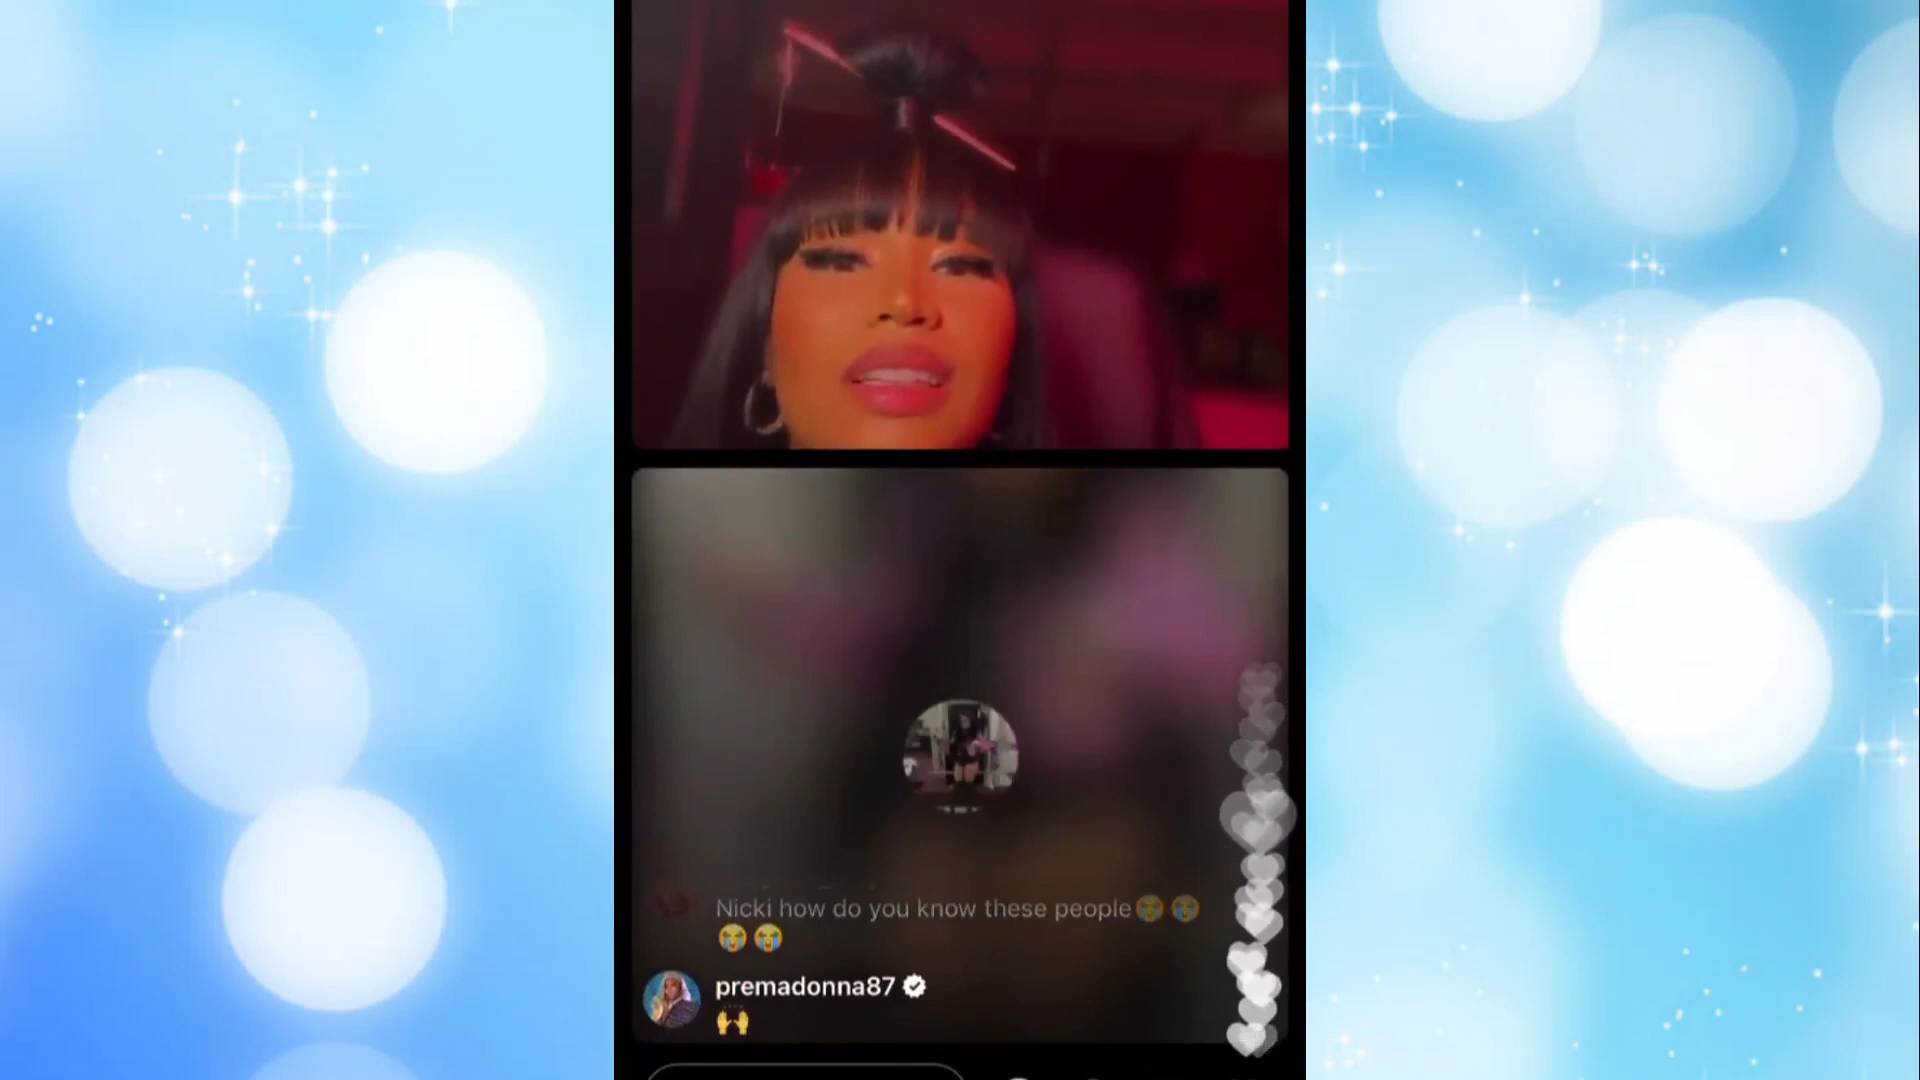 Nicki how do you know these people😭😭
😭😭
premadonna87
🙌